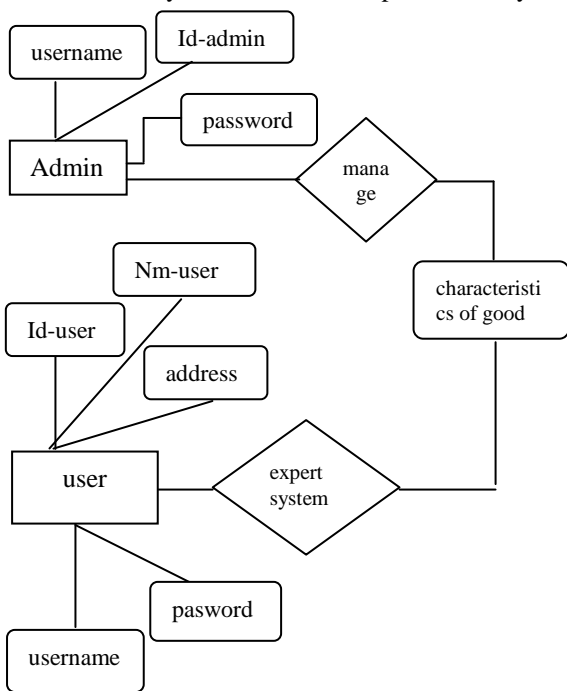 username
Id-admin
password
Admin
mana
ge
Nm-user
characteristi
cs of good
Id-user
address
user
expert
system
pasword
username